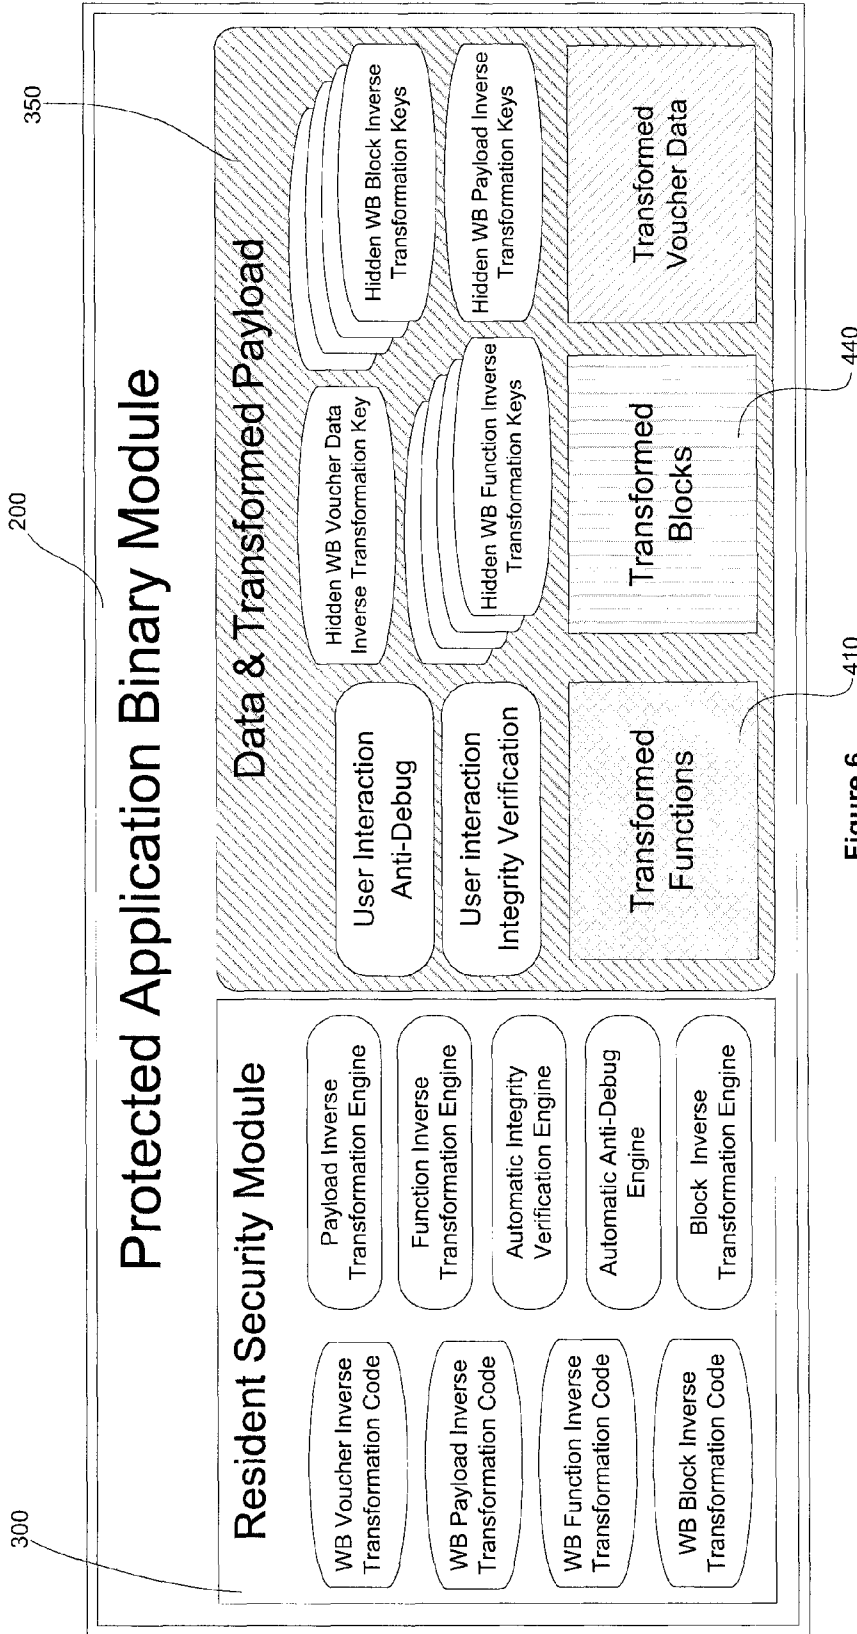 200
300
350
Protected Application Binary Module
Resident Security Module
WB Voucher Inverse
Transformation Code
WB Payload Inverse
Transformation Code
WB Function Inverse
Transformation Code
WB Block Inverse
Transformation Code
Payload Inverse
Transformation Engine
Function Inverse
Transformation Engine
Automatic Integrity
Verification Engine
Automatic Anti-Debug
Engine
Block Inverse
Transformation Engine
Data & Transformed Payload
User Interaction
Anti-Debug
User interaction
Integrity Verification
Hidden WB Voucher Data
Inverse Transformation Key
Hidden WB Function Inverse
Transformation Keys
Hidden WB Block Inverse
Transformation Keys
Hidden WB Payload Inverse
Transformation Keys
Transformed
Functions
Transformed
Blocks
Transformed
Voucher Data
410
440
Figure 6